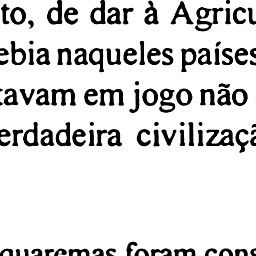 to, de dar à Agricu
ebia naqueles países
tavam em jogo não
erdadeira civilizaçã
quaremas foram cons